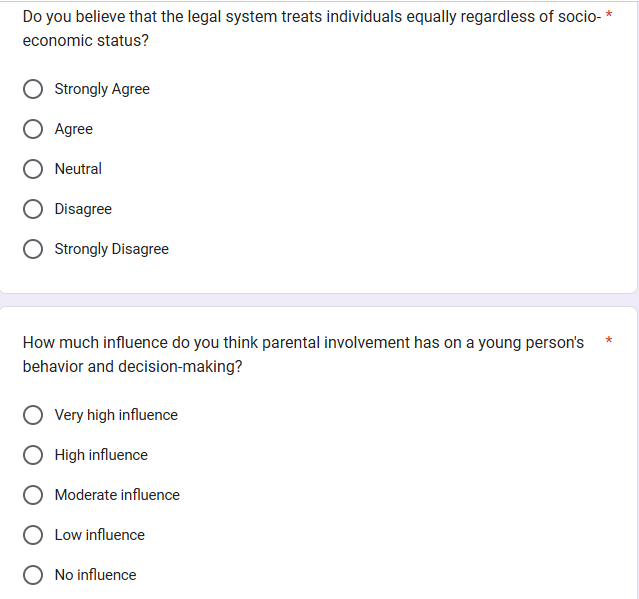 Do you believe that the legal system treats individuals equally regardless of socio- *
economic status?
Strongly Agree
Agree
Neutral
Disagree
Strongly Disagree
How much influence do you think parental involvement has on a young person's *
behavior and decision-making?
Very high influence
High influence
Moderate influence
Low influence
No influence